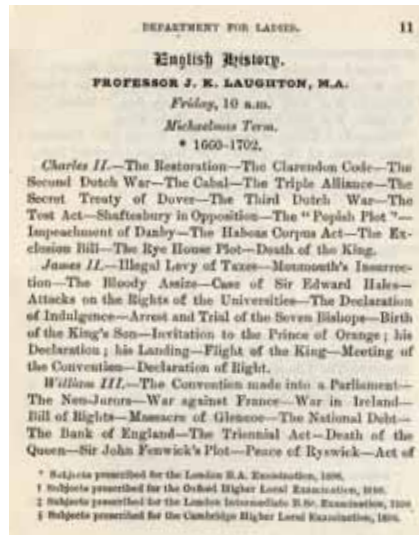 DEPARTMENT FOR LADIES. 11
English History.
PROFESSOR J. K. LAUGHTON, M.A.
Friday, 10 a.m.
Michaelmas Term.
* 1660-1702.
Charles II.—The Restoration—The Clarendon Code—The
Second Dutch War—The Cabal—The Triple Alliance—The
Secret Treaty of Dover—The Third Dutch War—The
Test Act—Shaftesbury in Opposition—The "Popish Plot"—
Impeachment of Danby—The Habeas Corpus Act—The Ex-
clusion Bill—The Rye House Plot—Death of the King.
James II.—Illegal Levy of Taxes—Monmouth's Insurrec-
tion—The Bloody Assize—Case of Sir Edward Hales—
Attacks on the Rights of the Universities—The Declaration
of Indulgence—Arrest and Trial of the Seven Bishops—Birth
of the King's Son—Invitation to the Prince of Orange; his
Declaration; his Landing—Flight of the King—Meeting of
the Convention—Declaration of Right.
William III.—The Convention made into a Parliament—
The Non-Jurors—War against France—War in Ireland—
Bill of Rights—Massacre of Glencoe—The National Debt—
The Bank of England—The Triennial Act—Death of the
Queen—Sir John Fenwick's Plot—Peace of Ryswick—Act of
* Subjects prescribed for the London B.A. Examination,
† Subjects prescribed for the Oxford Higher Local Examination,
‡ Subjects prescribed for the London Intermediate B.Sc. Examination,
§ Subjects prescribed for the Cambridge Higher Local Examination,